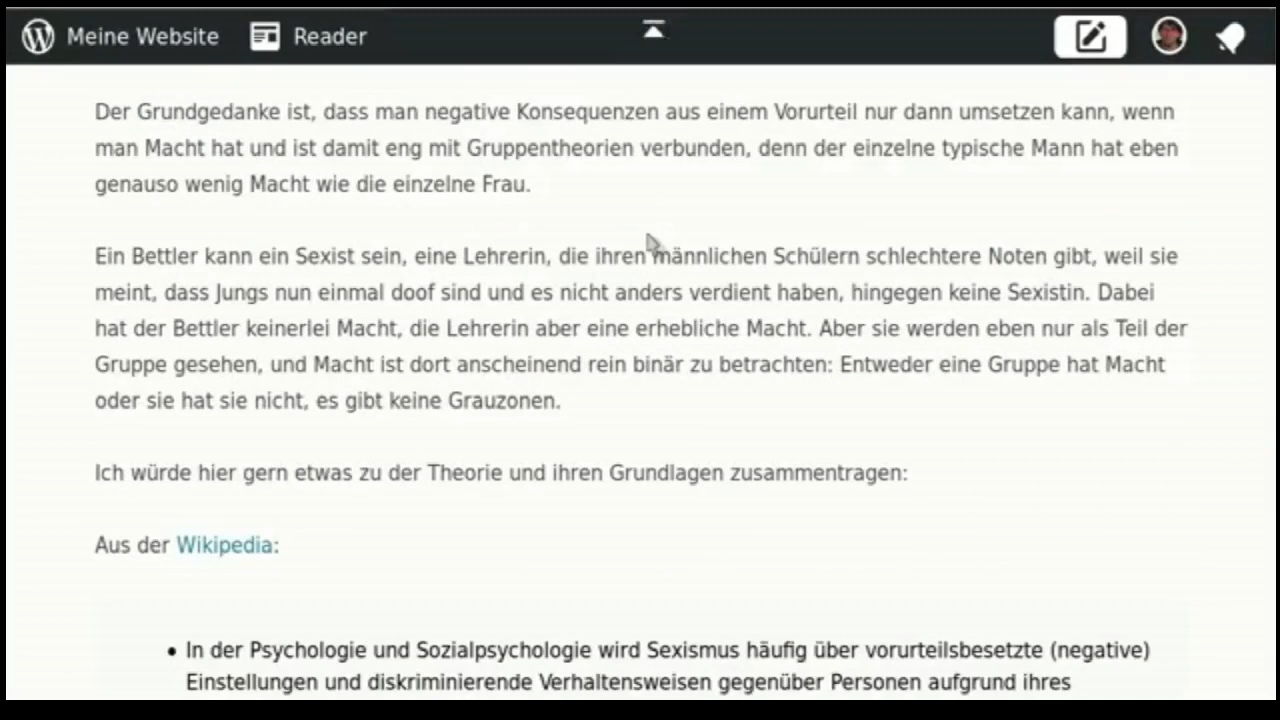 Meine Website Reader
Der Grundgedanke ist, dass man negative Konsequenzen aus einem Vorurteil nur dann umsetzen kann, wenn
man Macht hat und ist damit eng mit Gruppentheorien verbunden, denn der einzelne typische Mann hat eben
genauso wenig Macht wie die einzelne Frau.
Ein Bettler kann ein Sexist sein, eine Lehrerin, die ihren männlichen Schülern schlechtere Noten gibt, weil sie
meint, dass Jungs nun einmal doof sind und es nicht anders verdient haben, hingegen keine Sexistin. Dabei
hat der Bettler keinerlei Macht, die Lehrerin aber eine erhebliche Macht. Aber sie werden eben nur als Teil der
Gruppe gesehen, und Macht ist dort anscheinend rein binär zu betrachten: Entweder eine Gruppe hat Macht
oder sie hat sie nicht, es gibt keine Grauzonen.
Ich würde hier gern etwas zu der Theorie und ihren Grundlagen zusammentragen:
Aus der Wikipedia:
• In der Psychologie und Sozialpsychologie wird Sexismus häufig über vorurteilsbesetzte (negative)
Einstellungen und diskriminierende Verhaltensweisen gegenüber Personen aufgrund ihres